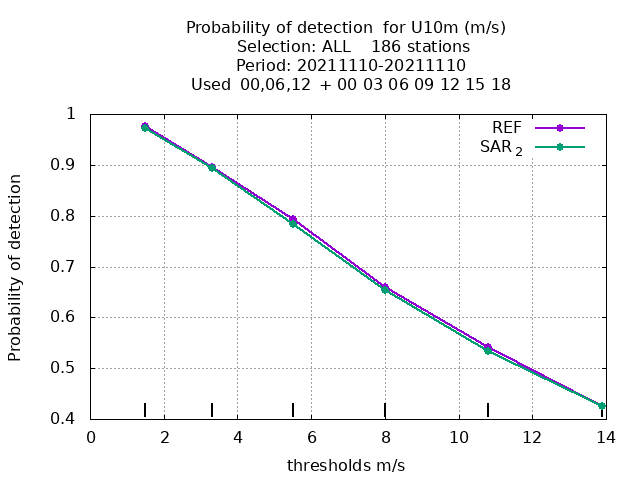 Probability of detection  for U10m (m/s)
Selection: ALL    186 stations
Period: 20211110-20211110
Used  00,06,12  + 00 03 06 09 12 15 18
REF
SAR 2
1
0.9
0.8
0.7
0.6
0.5
0.4
Probability of detection
0 2 4 6 8 10 12 14
thresholds m/s